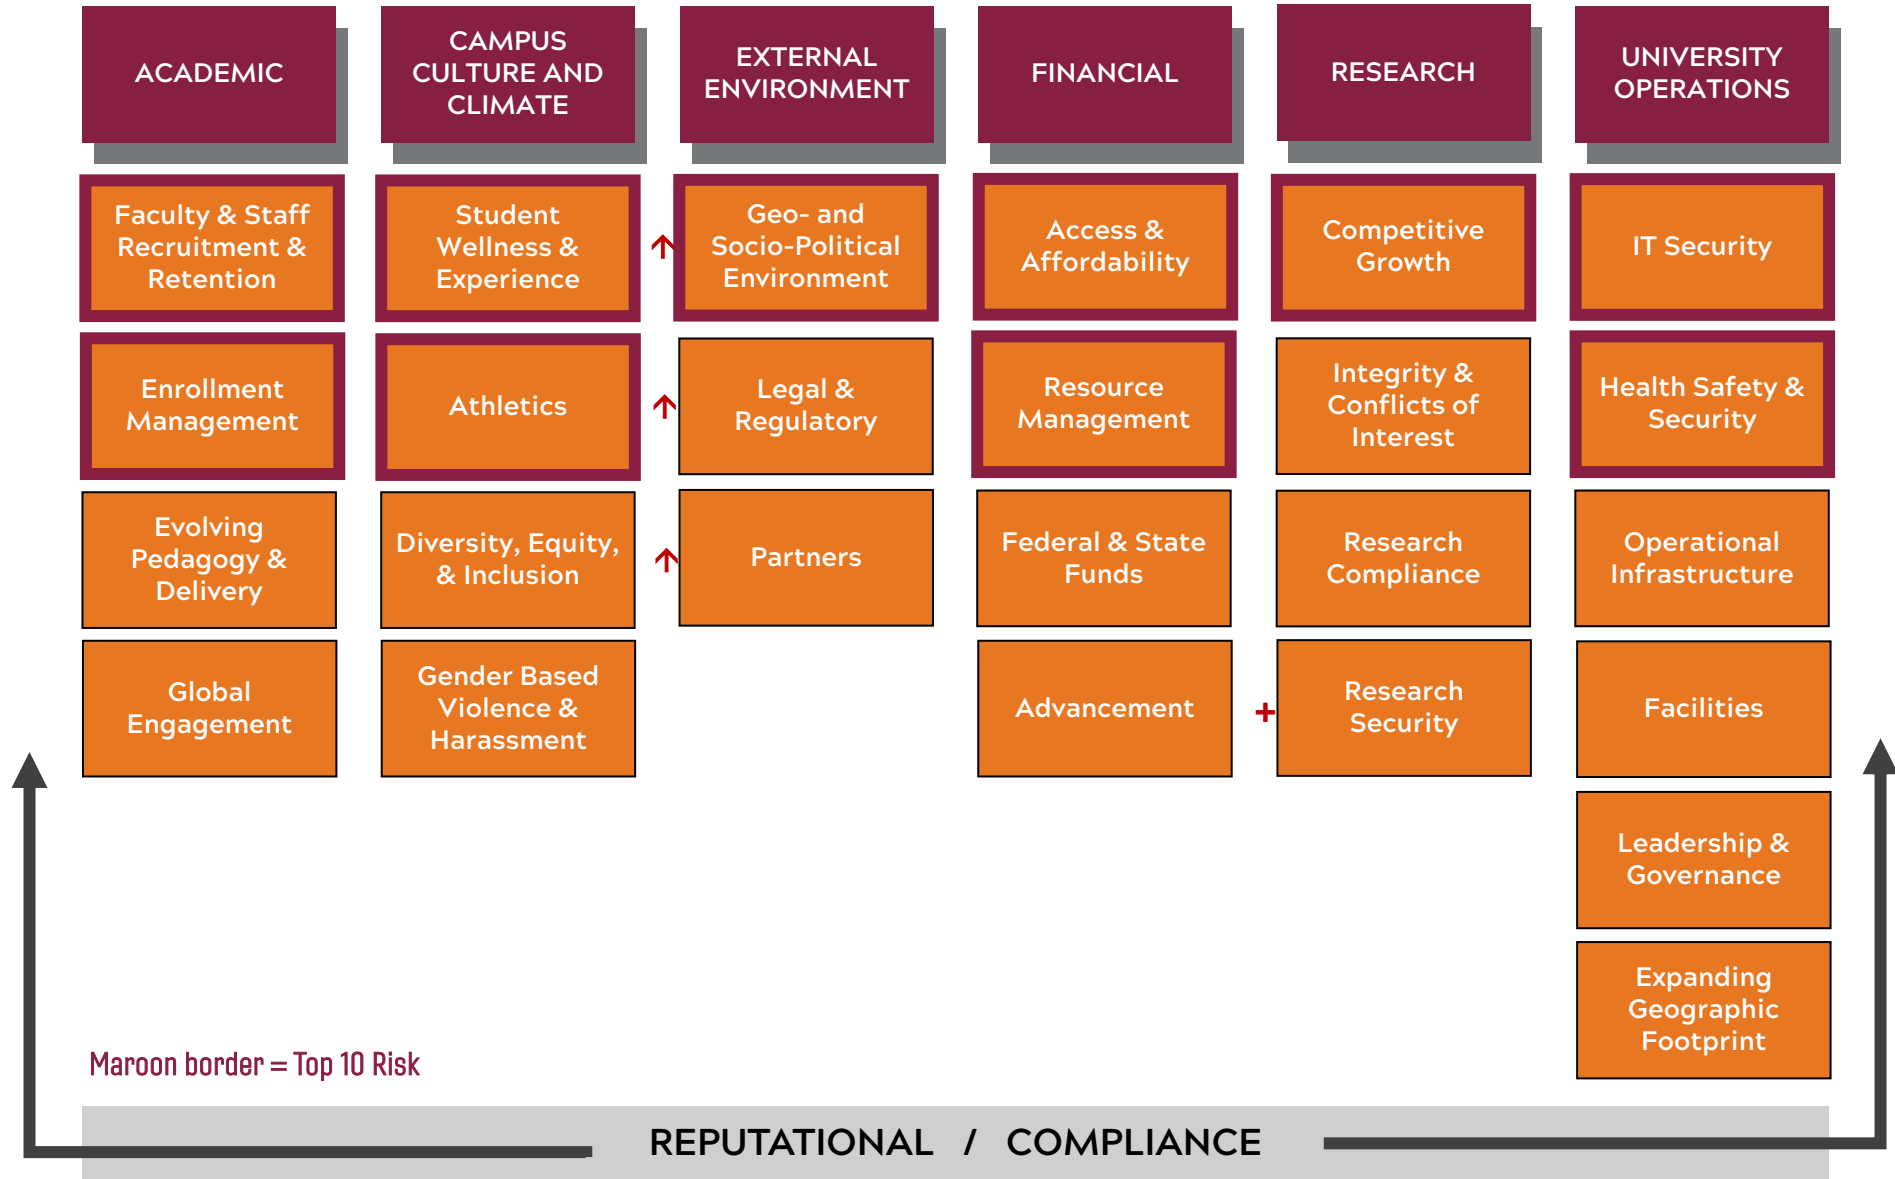 ACADEMIC
CAMPUS
CULTURE AND
CLIMATE
EXTERNAL
ENVIRONMENT
FINANCIAL
RESEARCH
UNIVERSITY
OPERATIONS
Faculty & Staff
Recruitment &
Retention
Student
Wellness &
Experience
↑
Geo- and
Socio-Political
Environment
Access &
Affordability
Competitive
Growth
IT Security
Enrollment
Management
Athletics
↑
Legal &
Regulatory
Resource
Management
Integrity &
Conflicts of
Interest
Health Safety &
Security
Evolving
Pedagogy &
Delivery
Diversity, Equity,
& Inclusion
↑
Partners
Federal & State
Funds
Research
Compliance
Operational
Infrastructure
Global
Engagement
Gender Based
Violence &
Harassment
Advancement
+
Research
Security
Facilities
Leadership &
Governance
Expanding
Geographic
Footprint
Maroon border = Top 10 Risk
REPUTATIONAL / COMPLIANCE